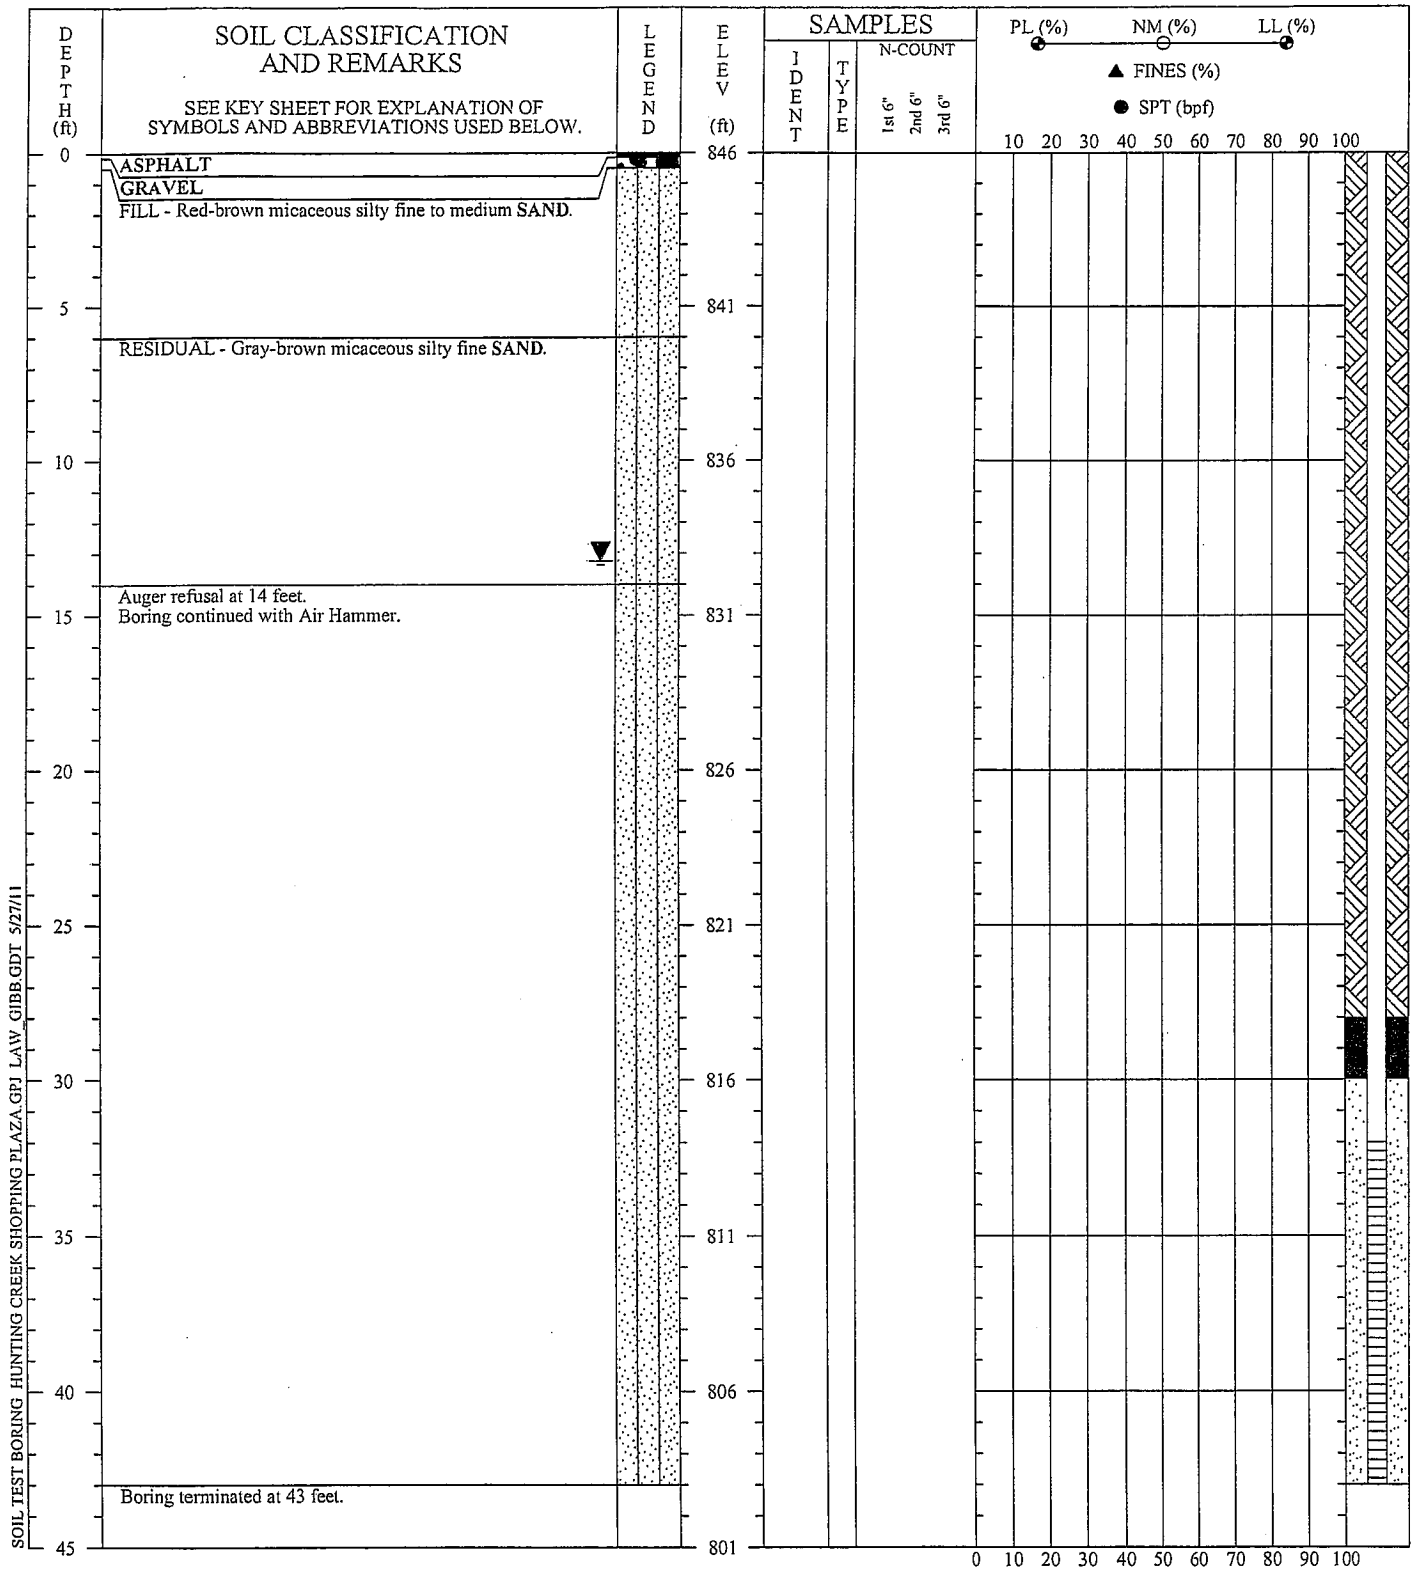 DEPTH (ft)
SOIL CLASSIFICATION
AND REMARKS
SEE KEY SHEET FOR EXPLANATION OF
SYMBOLS AND ABBREVIATIONS USED BELOW.
LEGEND
ELEV (ft)
SAMPLES
IDENT
TYPE
N-COUNT
1st 6"
2nd 6"
3rd 6"
PL (%) NM (%) LL (%)
▲ FINES (%)
● SPT (bpf)
10 20 30 40 50 60 70 80 90 100
0 846
ASPHALT
GRAVEL
FILL - Red-brown micaceous silty fine to medium SAND.
5 841
RESIDUAL - Gray-brown micaceous silty fine SAND.
10 836
Auger refusal at 14 feet.
15 831
Boring continued with Air Hammer.
20 826
25 821
30 816
35 811
40 806
Boring terminated at 43 feet.
45 801
0 10 20 30 40 50 60 70 80 90 100
SOIL TEST BORING HUNTING CREEK SHOPPING PLAZA.GPJ LAW_GIBB.GDT 5/27/11